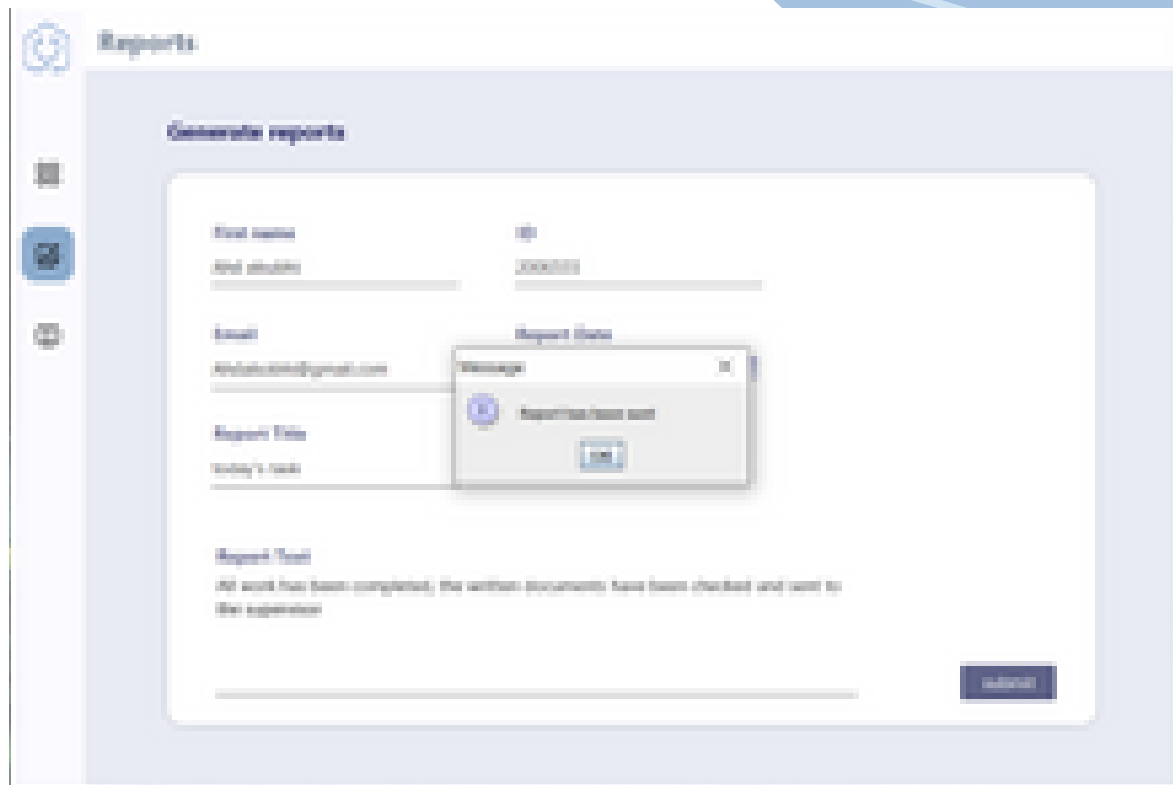 Reports
Generate reports
First name
ID
Email
Report Date
@gmail.com
Message
Report has been sent
OK
Report Title
today's task
Report Text
All work has been completed, the written documents have been checked and sent to
the supervisor
SUBMIT